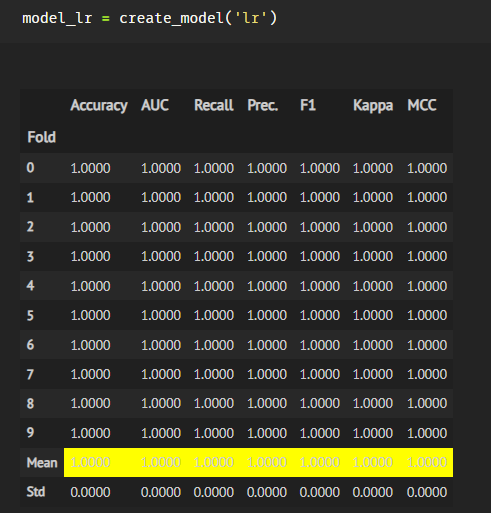 model_lr = create_model('lr')
Accuracy AUC Recall Prec. F1 Kappa MCC
Fold
0 1.0000 1.0000 1.0000 1.0000 1.0000 1.0000 1.0000
1 1.0000 1.0000 1.0000 1.0000 1.0000 1.0000 1.0000
2 1.0000 1.0000 1.0000 1.0000 1.0000 1.0000 1.0000
3 1.0000 1.0000 1.0000 1.0000 1.0000 1.0000 1.0000
4 1.0000 1.0000 1.0000 1.0000 1.0000 1.0000 1.0000
5 1.0000 1.0000 1.0000 1.0000 1.0000 1.0000 1.0000
6 1.0000 1.0000 1.0000 1.0000 1.0000 1.0000 1.0000
7 1.0000 1.0000 1.0000 1.0000 1.0000 1.0000 1.0000
8 1.0000 1.0000 1.0000 1.0000 1.0000 1.0000 1.0000
9 1.0000 1.0000 1.0000 1.0000 1.0000 1.0000 1.0000
Mean 1.0000 1.0000 1.0000 1.0000 1.0000 1.0000 1.0000
Std 0.0000 0.0000 0.0000 0.0000 0.0000 0.0000 0.0000